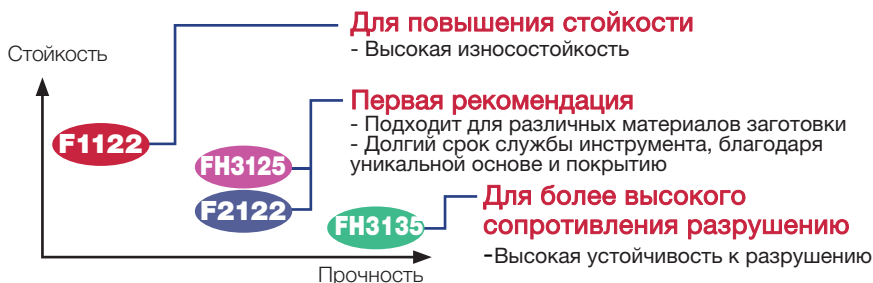 Для повышения стойкости
- Высокая износостойкость
Стойкость
Первая рекомендация
- Подходит для различных материалов заготовки
- Долгий срок службы инструмента, благодаря
уникальной основе и покрытию
F1122
FH3125
F2122
Для более высокого
сопротивления разрушению
-Высокая устойчивость к разрушению
FH3135
Прочность